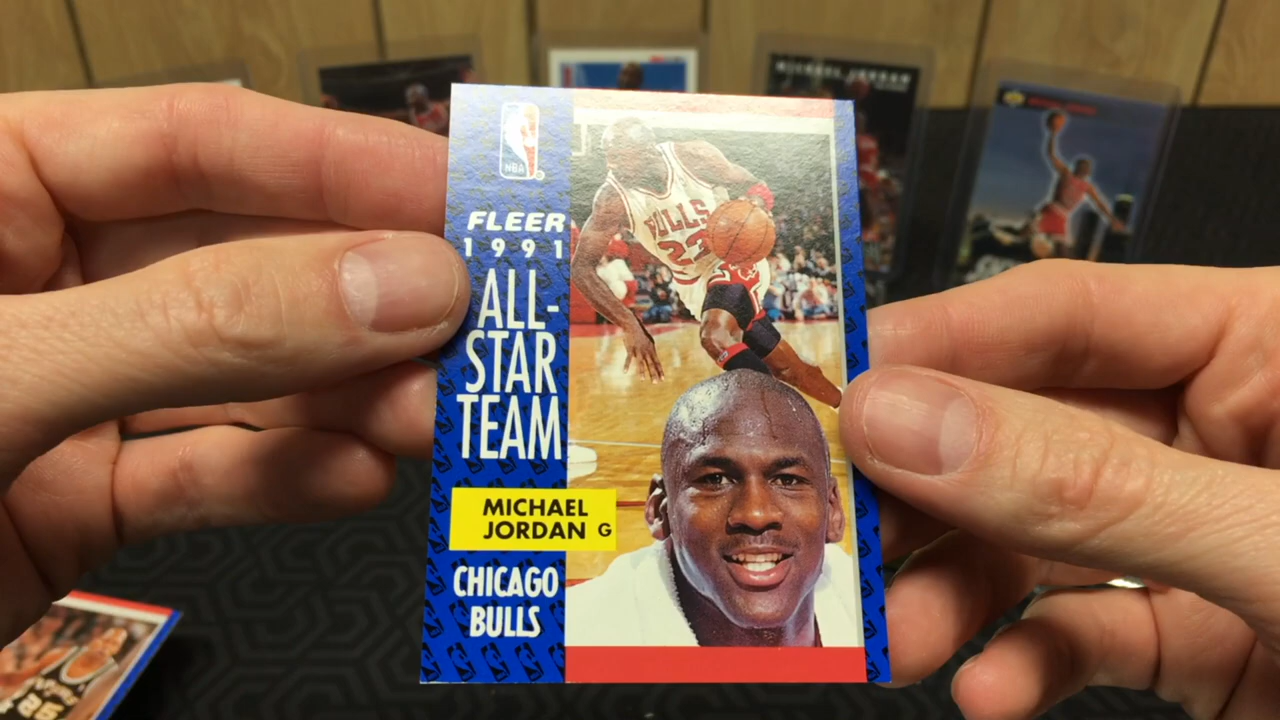 MICHAEL JORDAN
NBA
FLEER
1991
ALL-
STAR
TEAM
BULLS
23
MICHAEL
JORDAN G
CHICAGO
BULLS